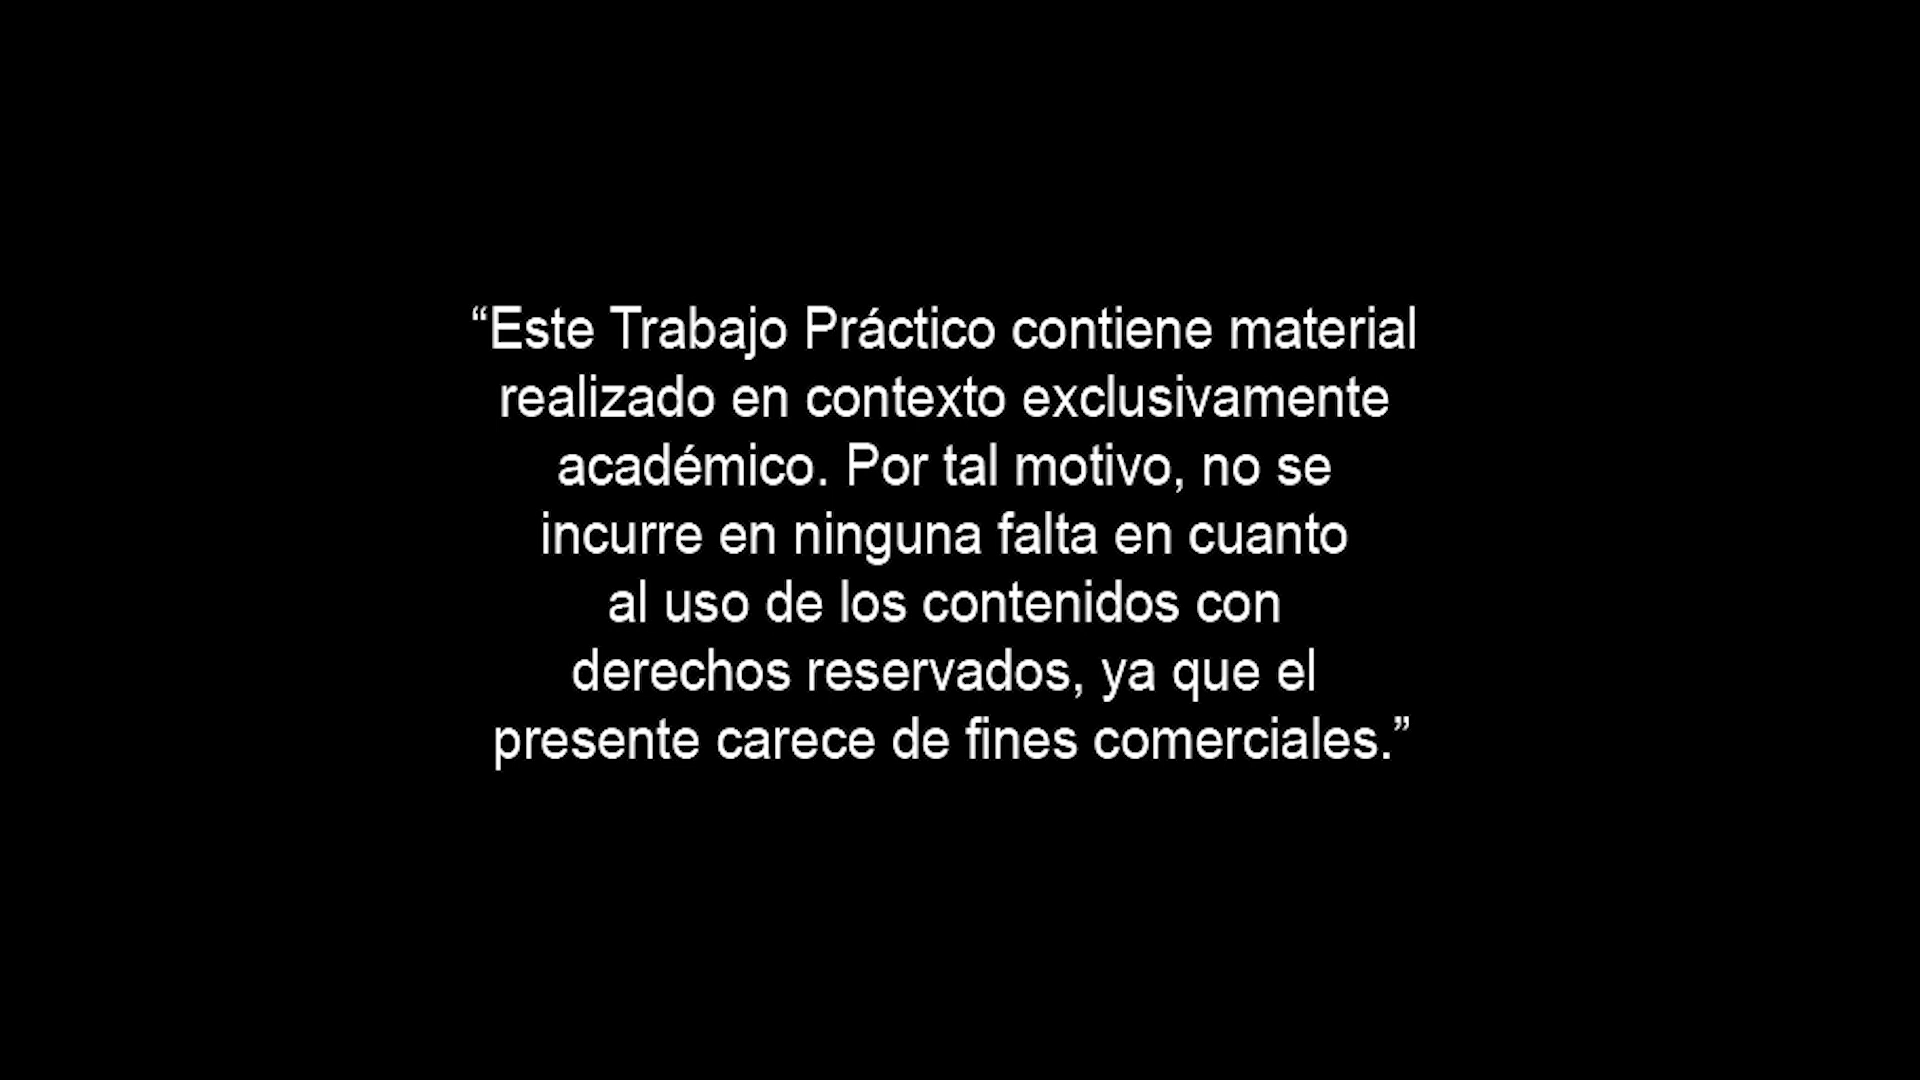 “Este Trabajo Práctico contiene material
realizado en contexto exclusivamente
académico. Por tal motivo, no se
incurre en ninguna falta en cuanto
al uso de los contenidos con
derechos reservados, ya que el
presente carece de fines comerciales.”